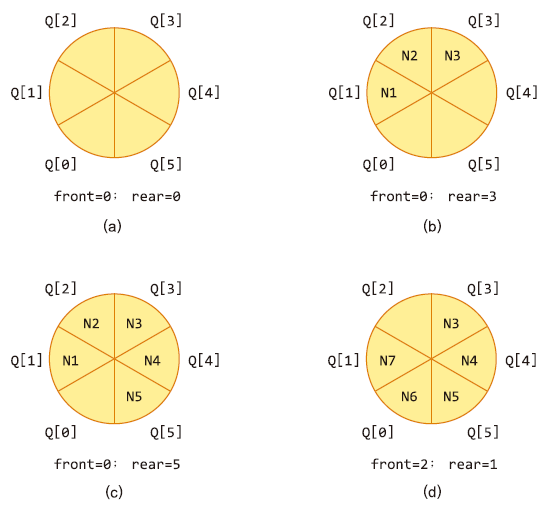 Q[2] Q[3]
Q[1] Q[4]
Q[0] Q[5]
front=0; rear=0
(a)
Q[2] Q[3]
N2 N3
Q[1] N1 Q[4]
Q[0] Q[5]
front=0; rear=3
(b)
Q[2] Q[3]
N2 N3
Q[1] N1 N4 Q[4]
N5
Q[0] Q[5]
front=0; rear=5
(c)
Q[2] Q[3]
N3
Q[1] N7 N4 Q[4]
N6 N5
Q[0] Q[5]
front=2; rear=1
(d)